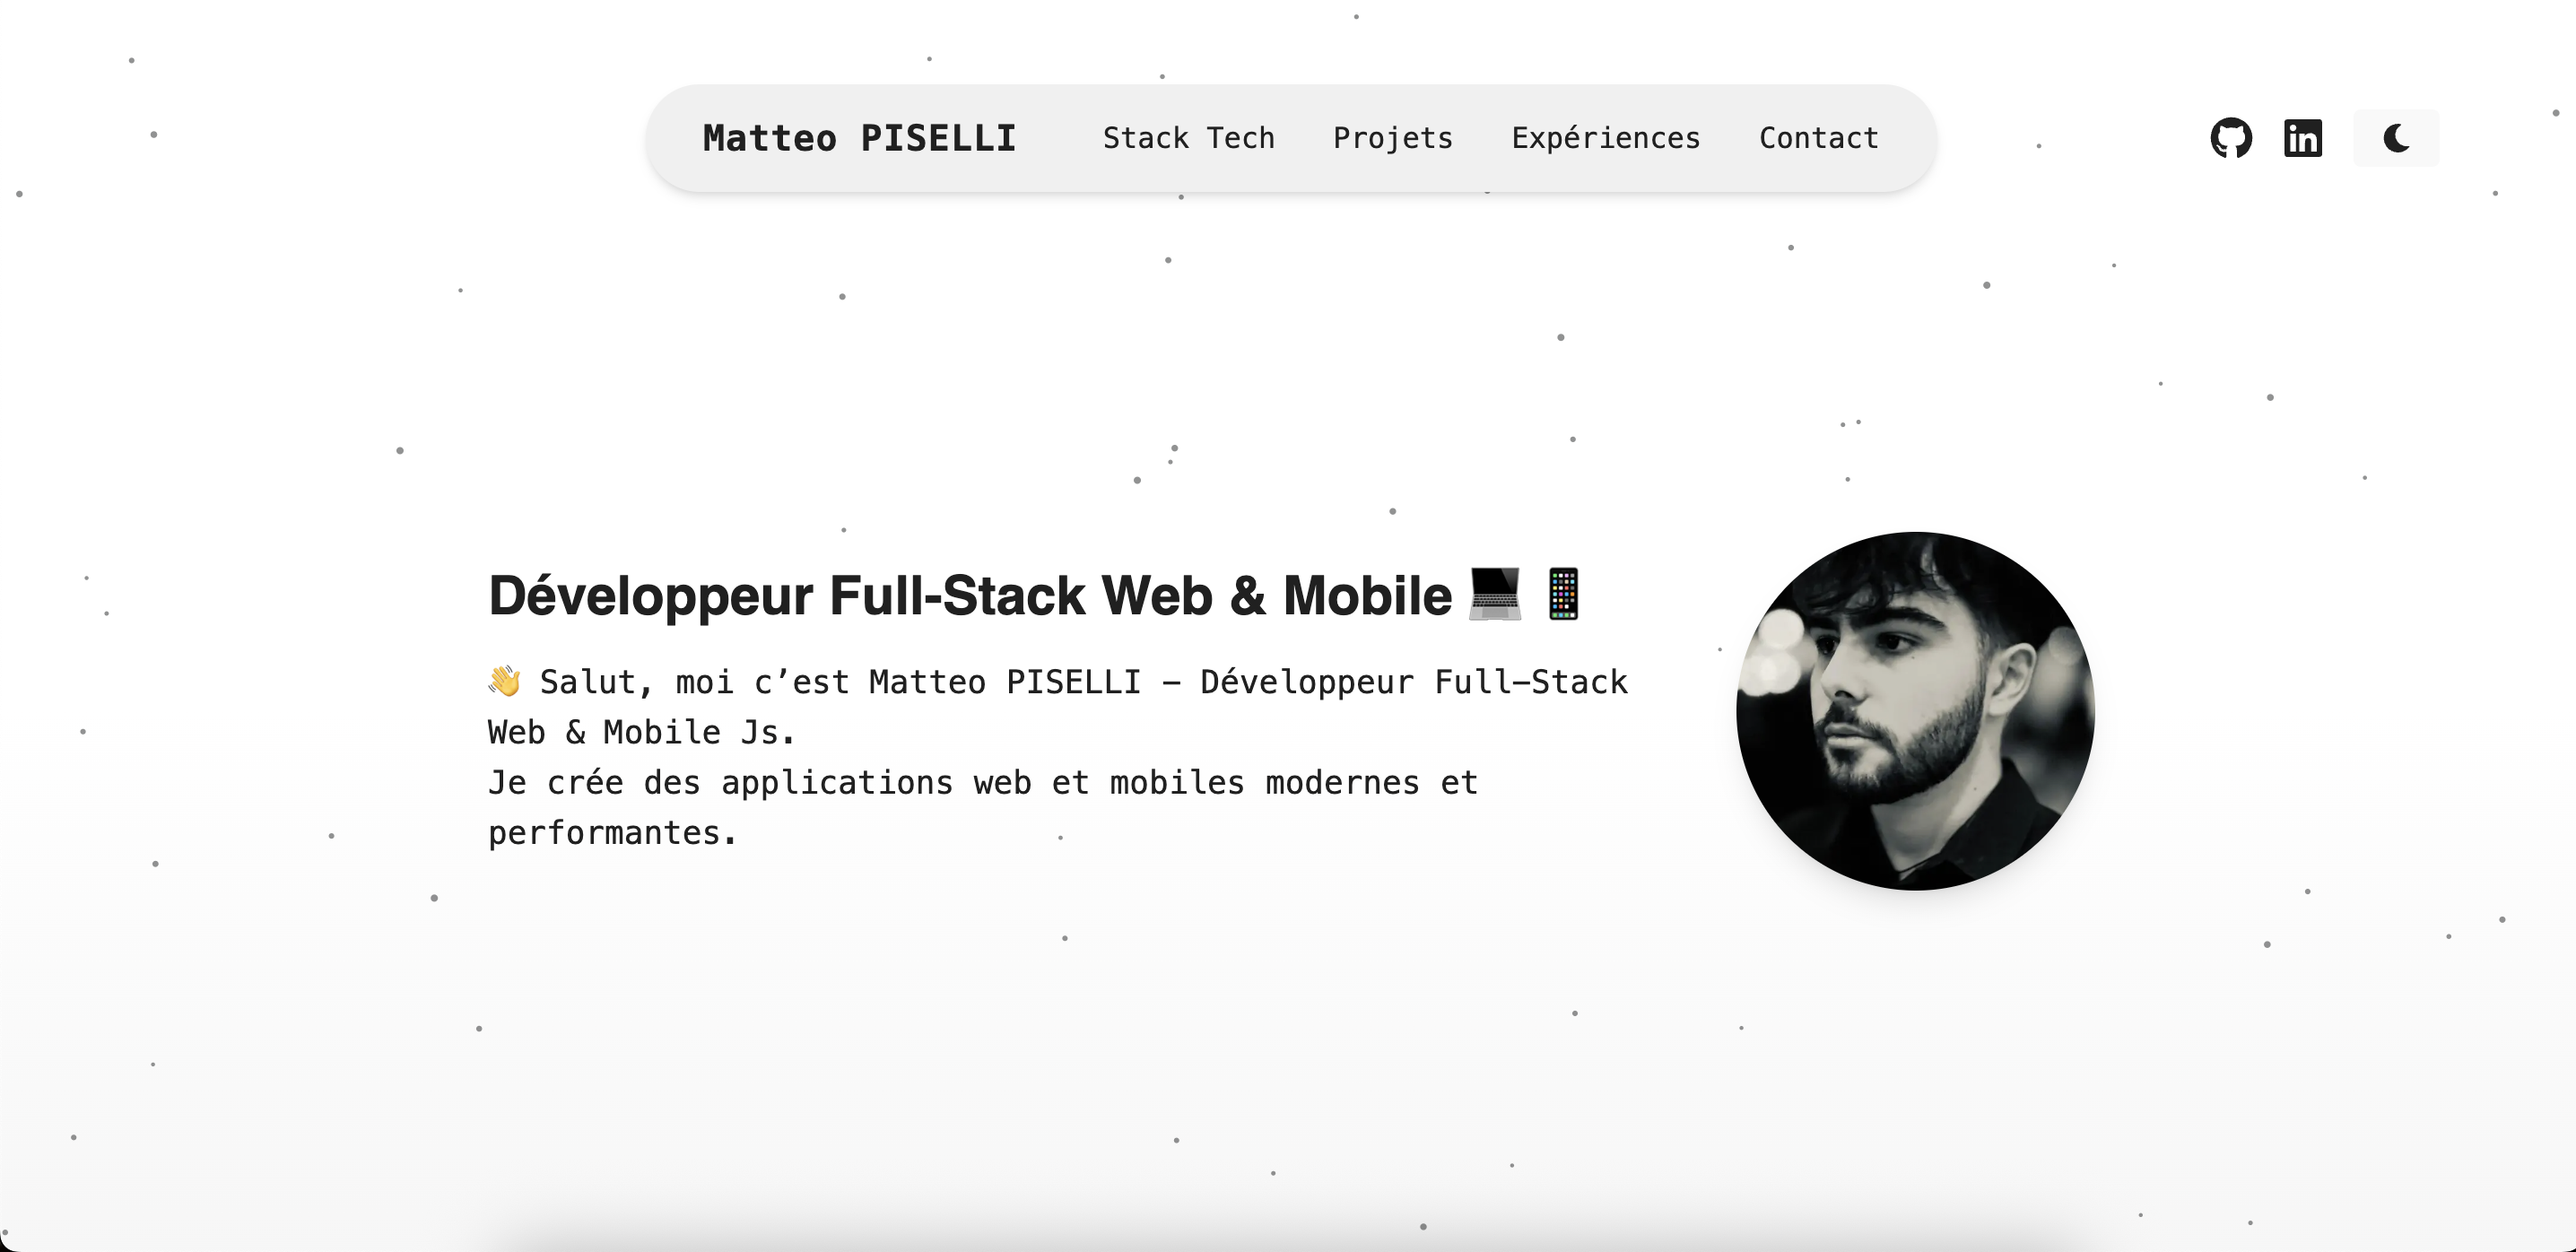 Matteo PISELLI
Stack Tech
Projets
Expériences
Contact
in
Développeur Full-Stack Web & Mobile 💻 📱
👋 Salut, moi c’est Matteo PISELLI – Développeur Full-Stack
Web & Mobile Js.
Je crée des applications web et mobiles modernes et
performantes.